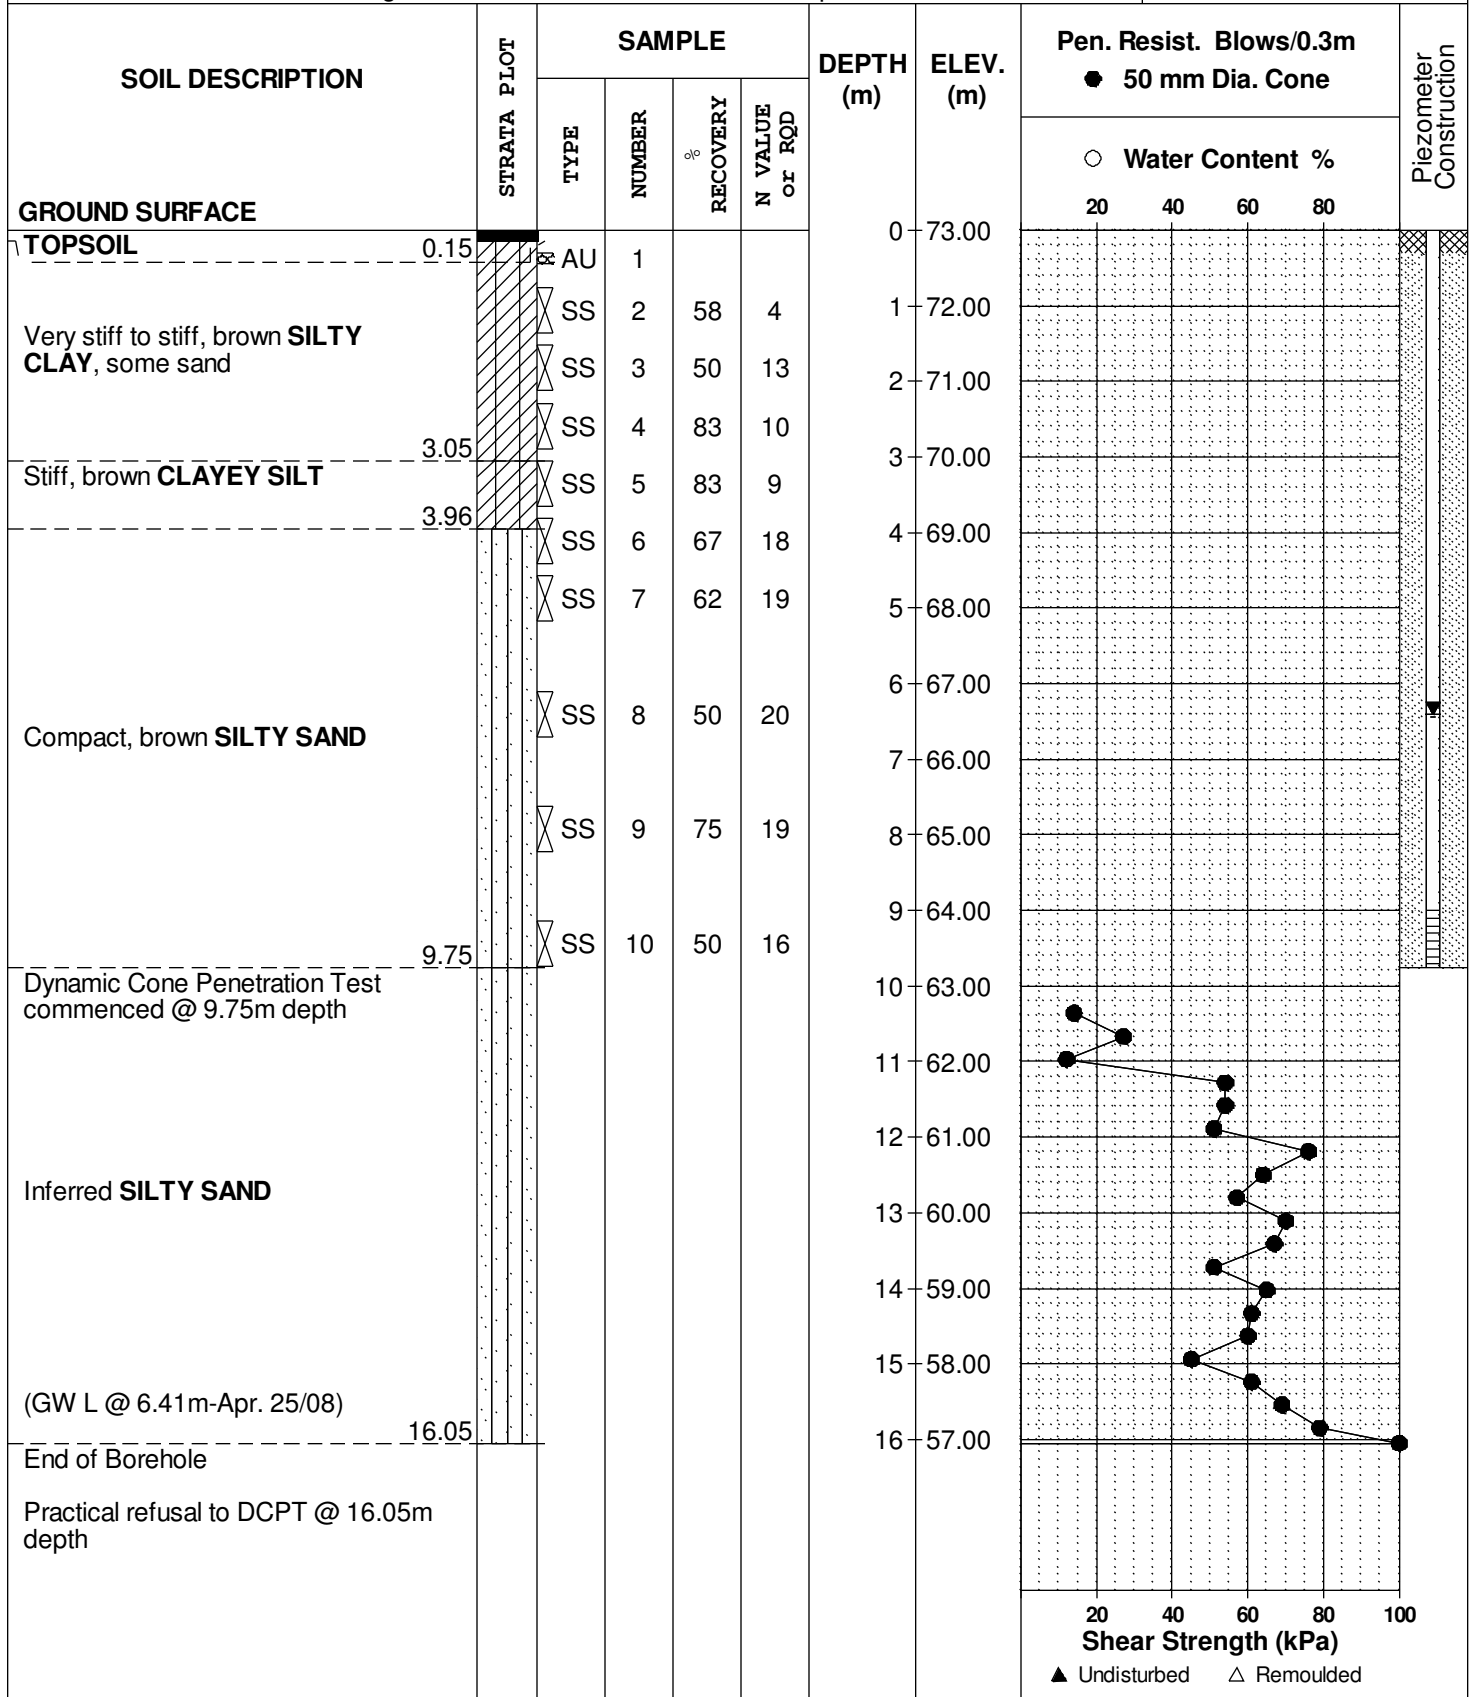 SOIL DESCRIPTION
GROUND SURFACE
STRATA PLOT
SAMPLE
TYPE
NUMBER
%
RECOVERY
N VALUE
or RQD
DEPTH
(m)
ELEV.
(m)
Pen. Resist. Blows/0.3m
● 50 mm Dia. Cone
○ Water Content %
20 40 60 80
Piezometer
Construction
TOPSOIL 0.15
Very stiff to stiff, brown SILTY
CLAY, some sand
3.05
Stiff, brown CLAYEY SILT
3.96
Compact, brown SILTY SAND
9.75
Dynamic Cone Penetration Test
commenced @ 9.75m depth
Inferred SILTY SAND
(GW L @ 6.41m-Apr. 25/08)
16.05
End of Borehole
Practical refusal to DCPT @ 16.05m
depth
AU 1
SS 2 58 4
SS 3 50 13
SS 4 83 10
SS 5 83 9
SS 6 67 18
SS 7 62 19
SS 8 50 20
SS 9 75 19
SS 10 50 16
0 73.00
1 72.00
2 71.00
3 70.00
4 69.00
5 68.00
6 67.00
7 66.00
8 65.00
9 64.00
10 63.00
11 62.00
12 61.00
13 60.00
14 59.00
15 58.00
16 57.00
20 40 60 80 100
Shear Strength (kPa)
▲ Undisturbed △ Remoulded